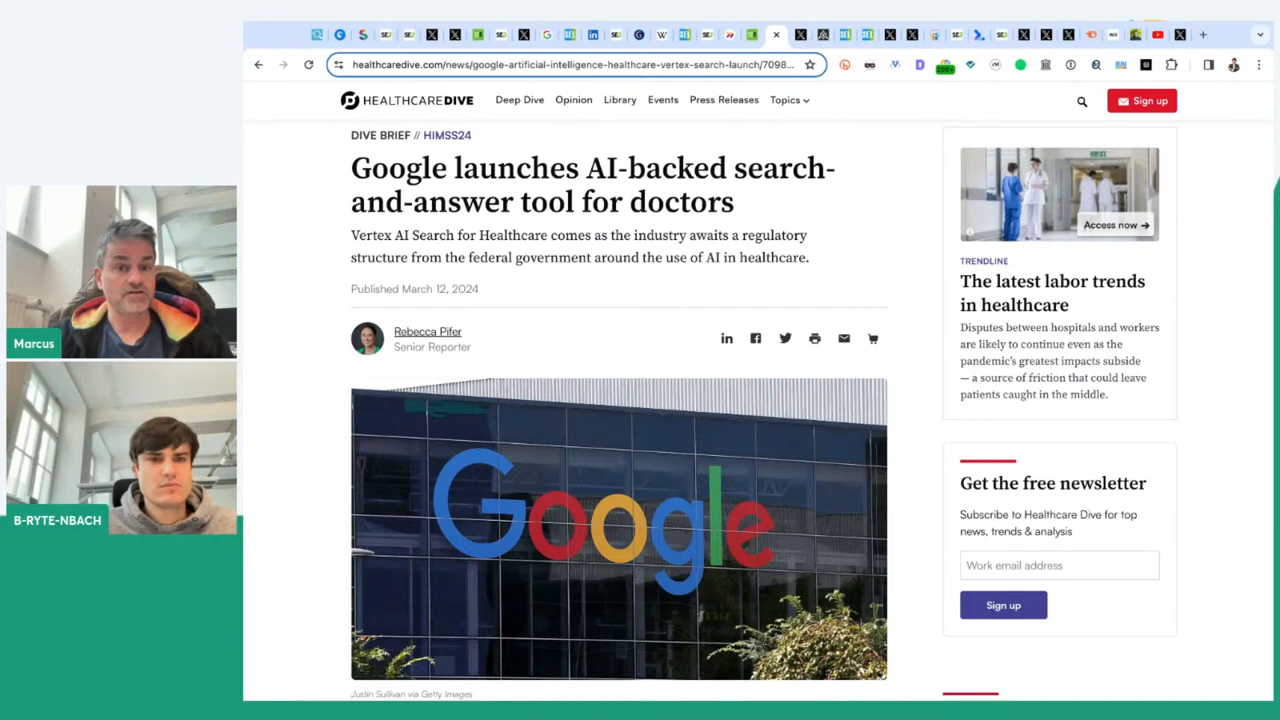 healthcaredive.com/news/google-artificial-intelligence-healthcare-vertex-search-launch/7098...
HEALTHCARE DIVE
Deep Dive
Opinion
Library
Events
Press Releases
Topics
Sign up
DIVE BRIEF // HIMSS24
Google launches AI-backed search-
and-answer tool for doctors
Vertex AI Search for Healthcare comes as the industry awaits a regulatory
structure from the federal government around the use of AI in healthcare.
Published March 12, 2024
Rebecca Pifer
Senior Reporter
Google
Justin Sullivan via Getty Images
Access now →
TRENDLINE
The latest labor trends
in healthcare
Disputes between hospitals and workers
are likely to continue even as the
pandemic's greatest impacts subside
— a source of friction that could leave
patients caught in the middle.
Get the free newsletter
Subscribe to Healthcare Dive for top
news, trends & analysis
Work email address
Sign up
Marcus
B-RYTE-NBACH